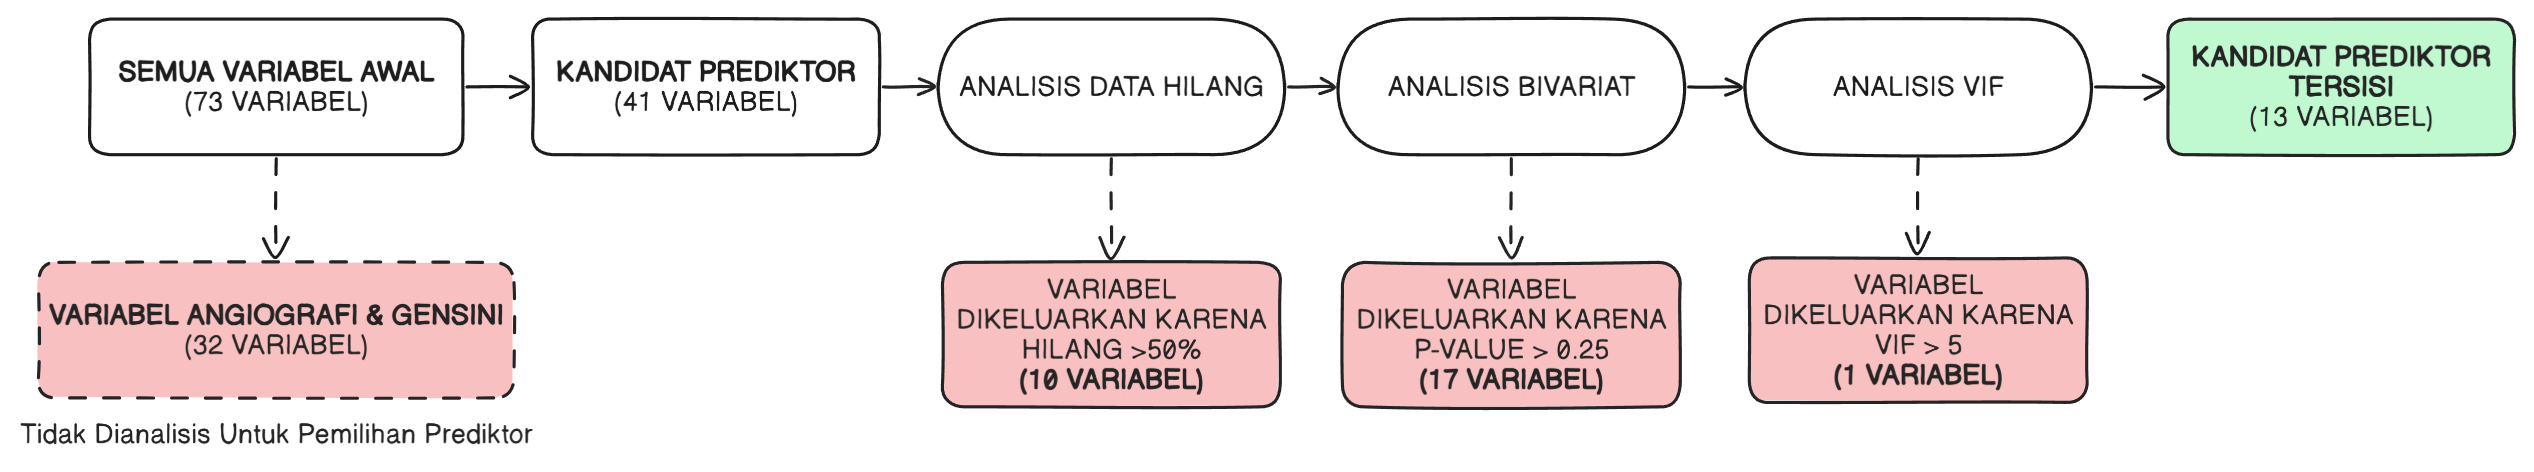 SEMUA VARIABEL AWAL
(73 VARIABEL)
KANDIDAT PREDIKTOR
(41 VARIABEL)
ANALISIS DATA HILANG
ANALISIS BIVARIAT
ANALISIS VIF
KANDIDAT PREDIKTOR
TERSISI
(13 VARIABEL)
VARIABEL ANGIOGRAFI & GENSINI
(32 VARIABEL)
Tidak Dianalisis Untuk Pemilihan Prediktor
VARIABEL
DIKELUARKAN KARENA
HILANG >50%
(10 VARIABEL)
VARIABEL
DIKELUARKAN KARENA
P-VALUE > 0.25
(17 VARIABEL)
VARIABEL
DIKELUARKAN KARENA
VIF > 5
(1 VARIABEL)